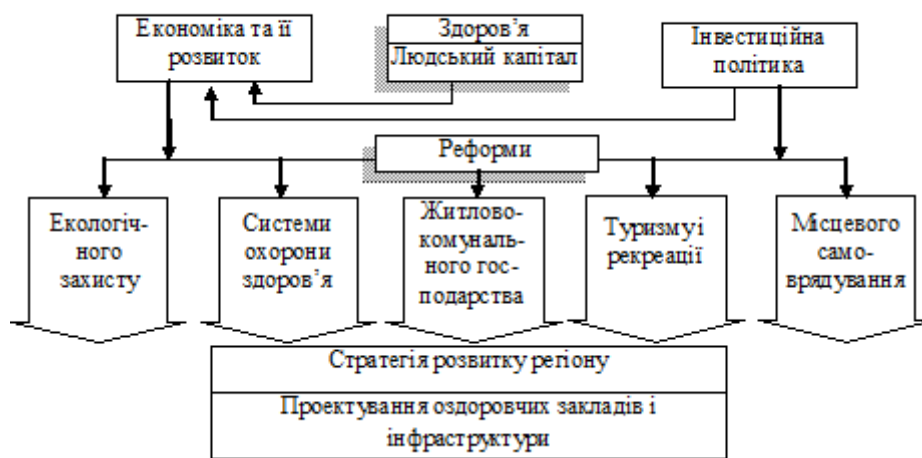 Економіка та її
розвиток
Здоров’я
Людський капітал
Інвестиційна
політика
Реформи
Екологіч-
ного
захисту
Системи
охорони
здоров’я
Житлово-
комуналь-
ного гос-
подарства
Туризму і
рекреації
Місцевого
само-
врядування
Стратегія розвитку регіону
Проектування оздоровчих закладів і
інфраструктури